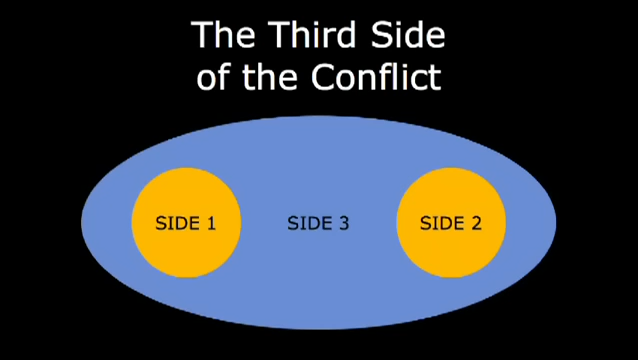 The Third Side
of the Conflict
SIDE 1
SIDE 3
SIDE 2